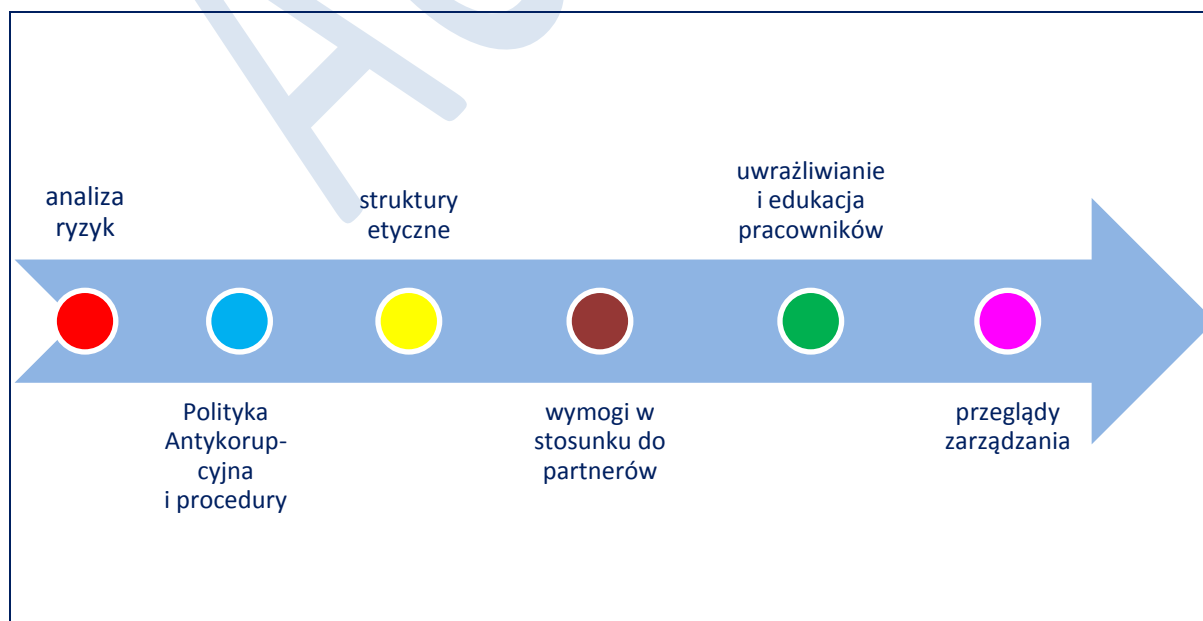 analiza
ryzyk
Polityka
Antykorup-
cyjna
i procedury
struktury
etyczne
wymogi w
stosunku do
partnerów
uwrażliwianie
i edukacja
pracowników
przeglądy
zarządzania